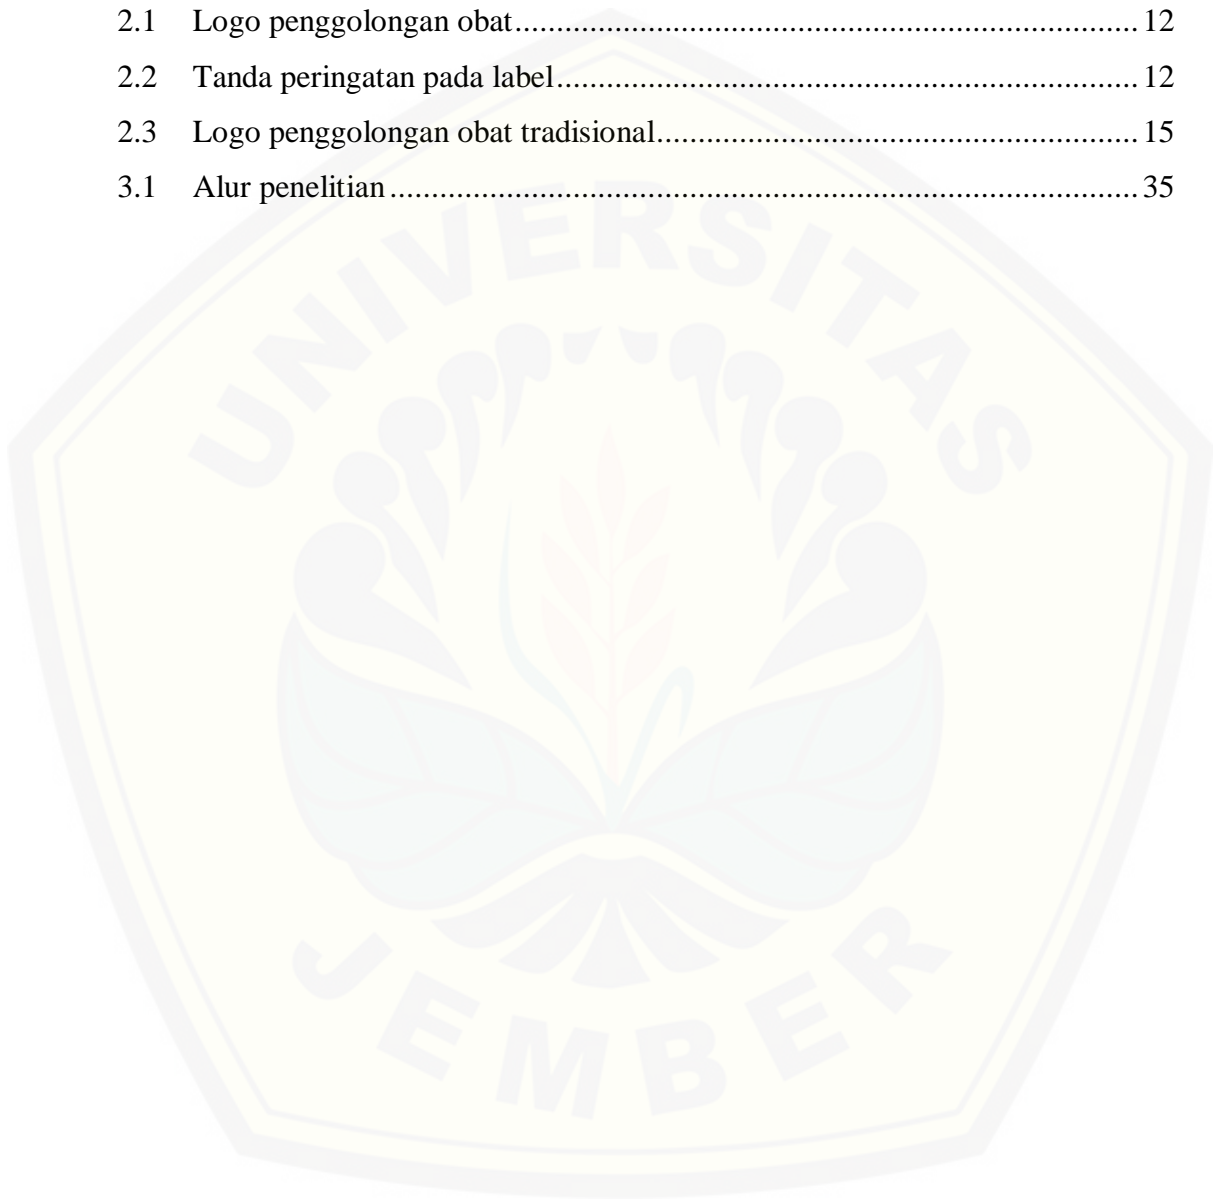 2.1 Logo penggolongan obat............................................................................ 12
2.2 Tanda peringatan pada label....................................................................... 12
2.3 Logo penggolongan obat tradisional........................................................... 15
3.1 Alur penelitian ........................................................................................... 35
UNIVERSITAS
JEMBER